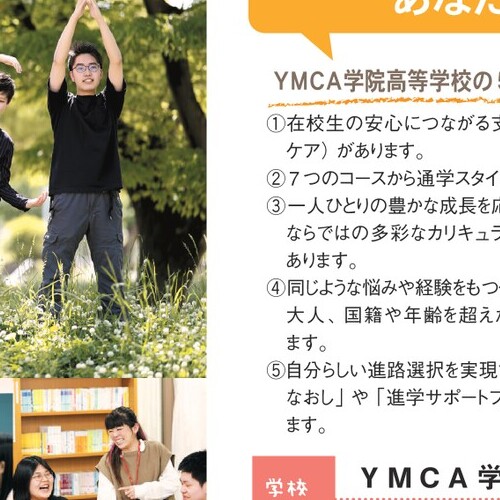 あなた
YMCA学院高等学校の
①在校生の安心につながる
ケア）があります。
②７つのコースから通学スタイ
③一人ひとりの豊かな成長を
ならではの多彩なカリキュラ
あります。
④同じような悩みや経験をもつ
大人、国籍や年齢を超え
ます。
⑤自分らしい進路選択を実現
なおし」や「進学サポート
ます。
学校
YMCA学